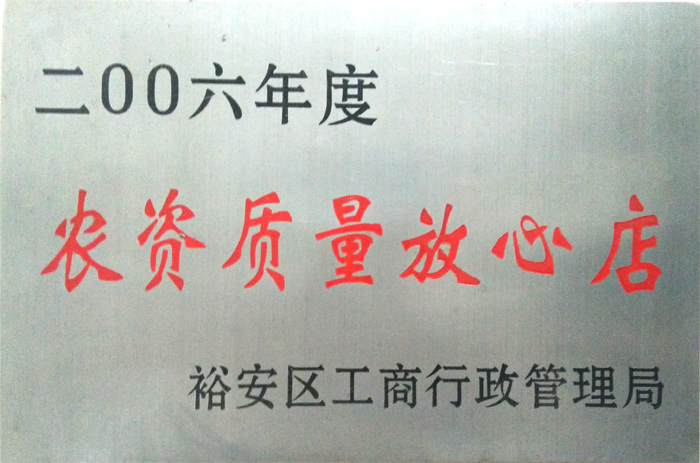 二00六年度
农资质量放心店
裕安区工商行政管理局